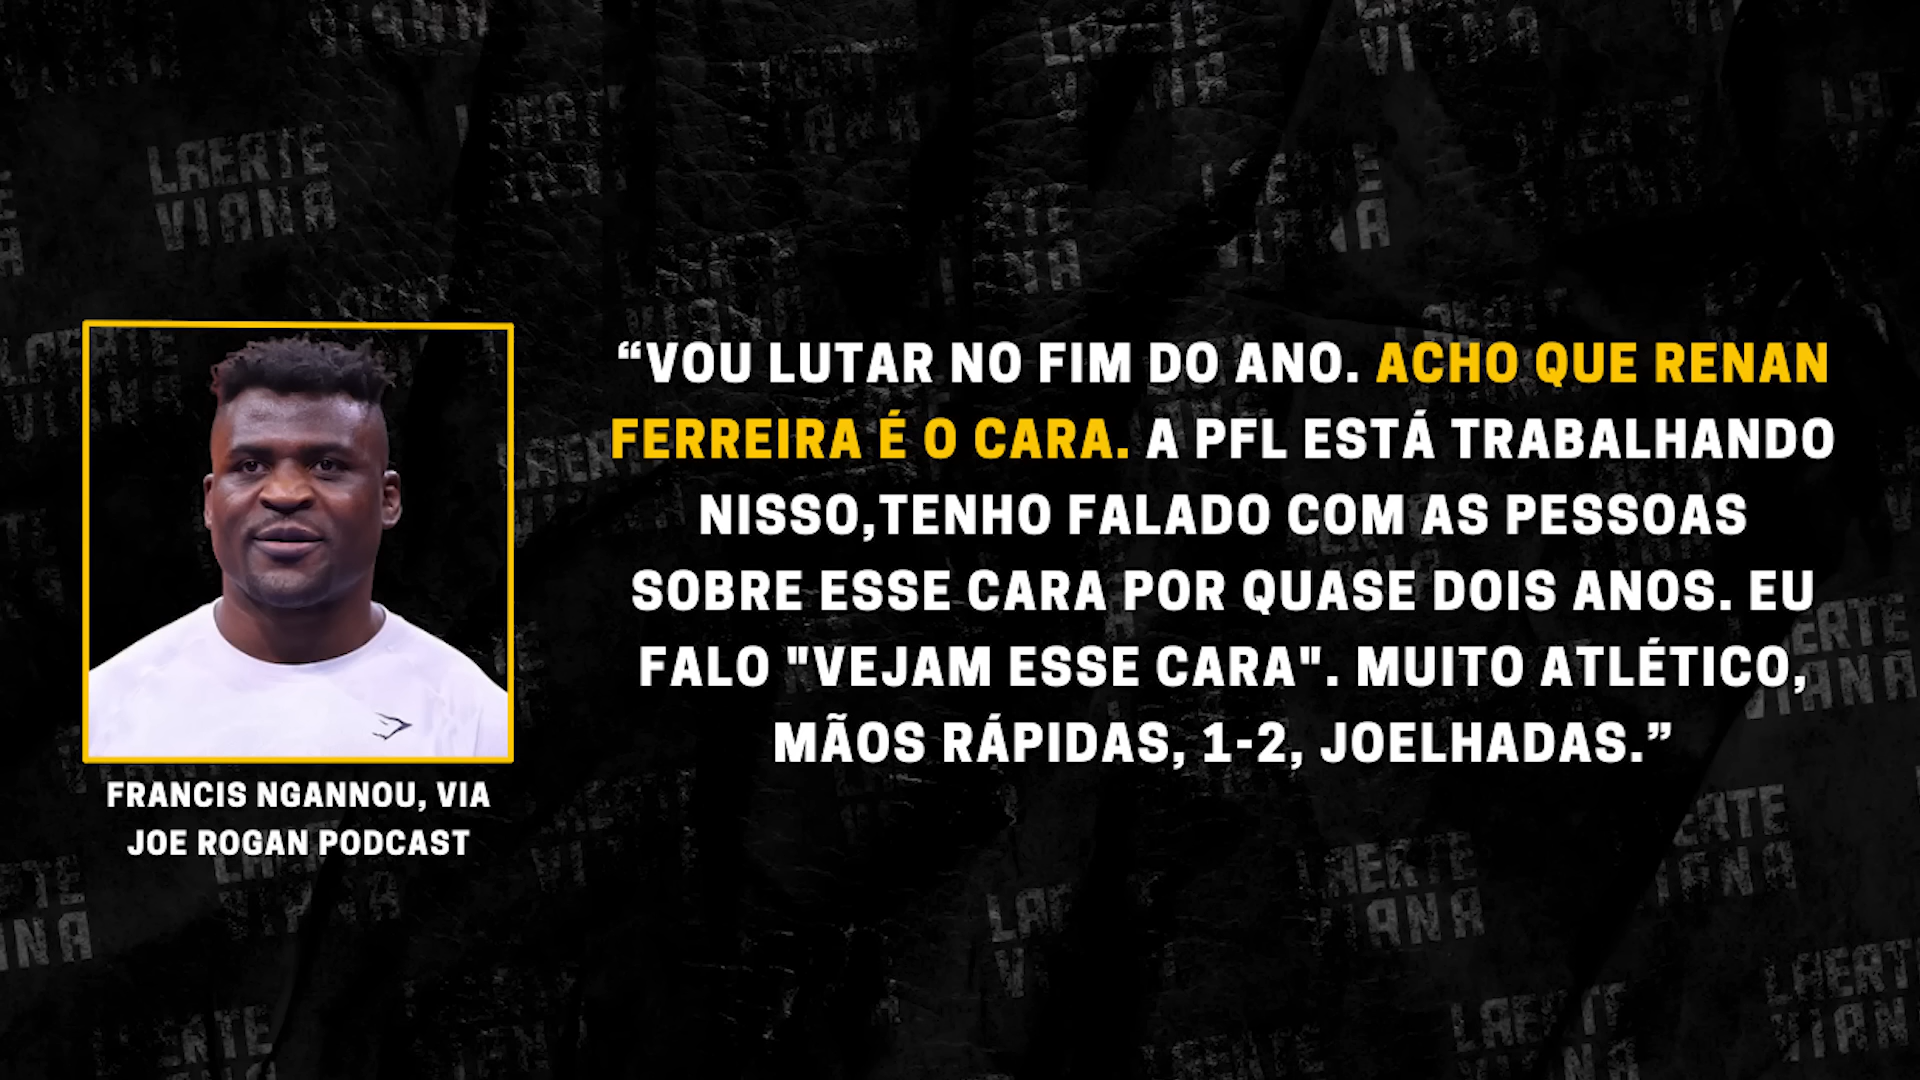 “VOU LUTAR NO FIM DO ANO. ACHO QUE RENAN
FERREIRA É O CARA. A PFL ESTÁ TRABALHANDO
NISSO,TENHO FALADO COM AS PESSOAS
SOBRE ESSE CARA POR QUASE DOIS ANOS. EU
FALO "VEJAM ESSE CARA". MUITO ATLÉTICO,
MÃOS RÁPIDAS, 1-2, JOELHADAS.”
FRANCIS NGANNOU, VIA
JOE ROGAN PODCAST
LAERTE
VIANA